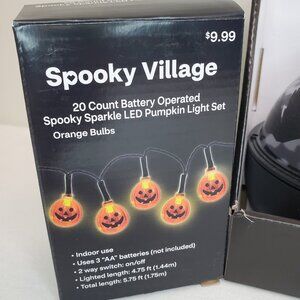 $9.99
Spooky Village
20 Count Battery Operated
Spooky Sparkle LED Pumpkin Light Set
Orange Bulbs
• Indoor use
• Uses 3 "AA" batteries (not included)
• 2 way switch: on/off
• Lighted length: 4.75 ft (1.44m)
• Total length: 5.75 ft (1.75m)